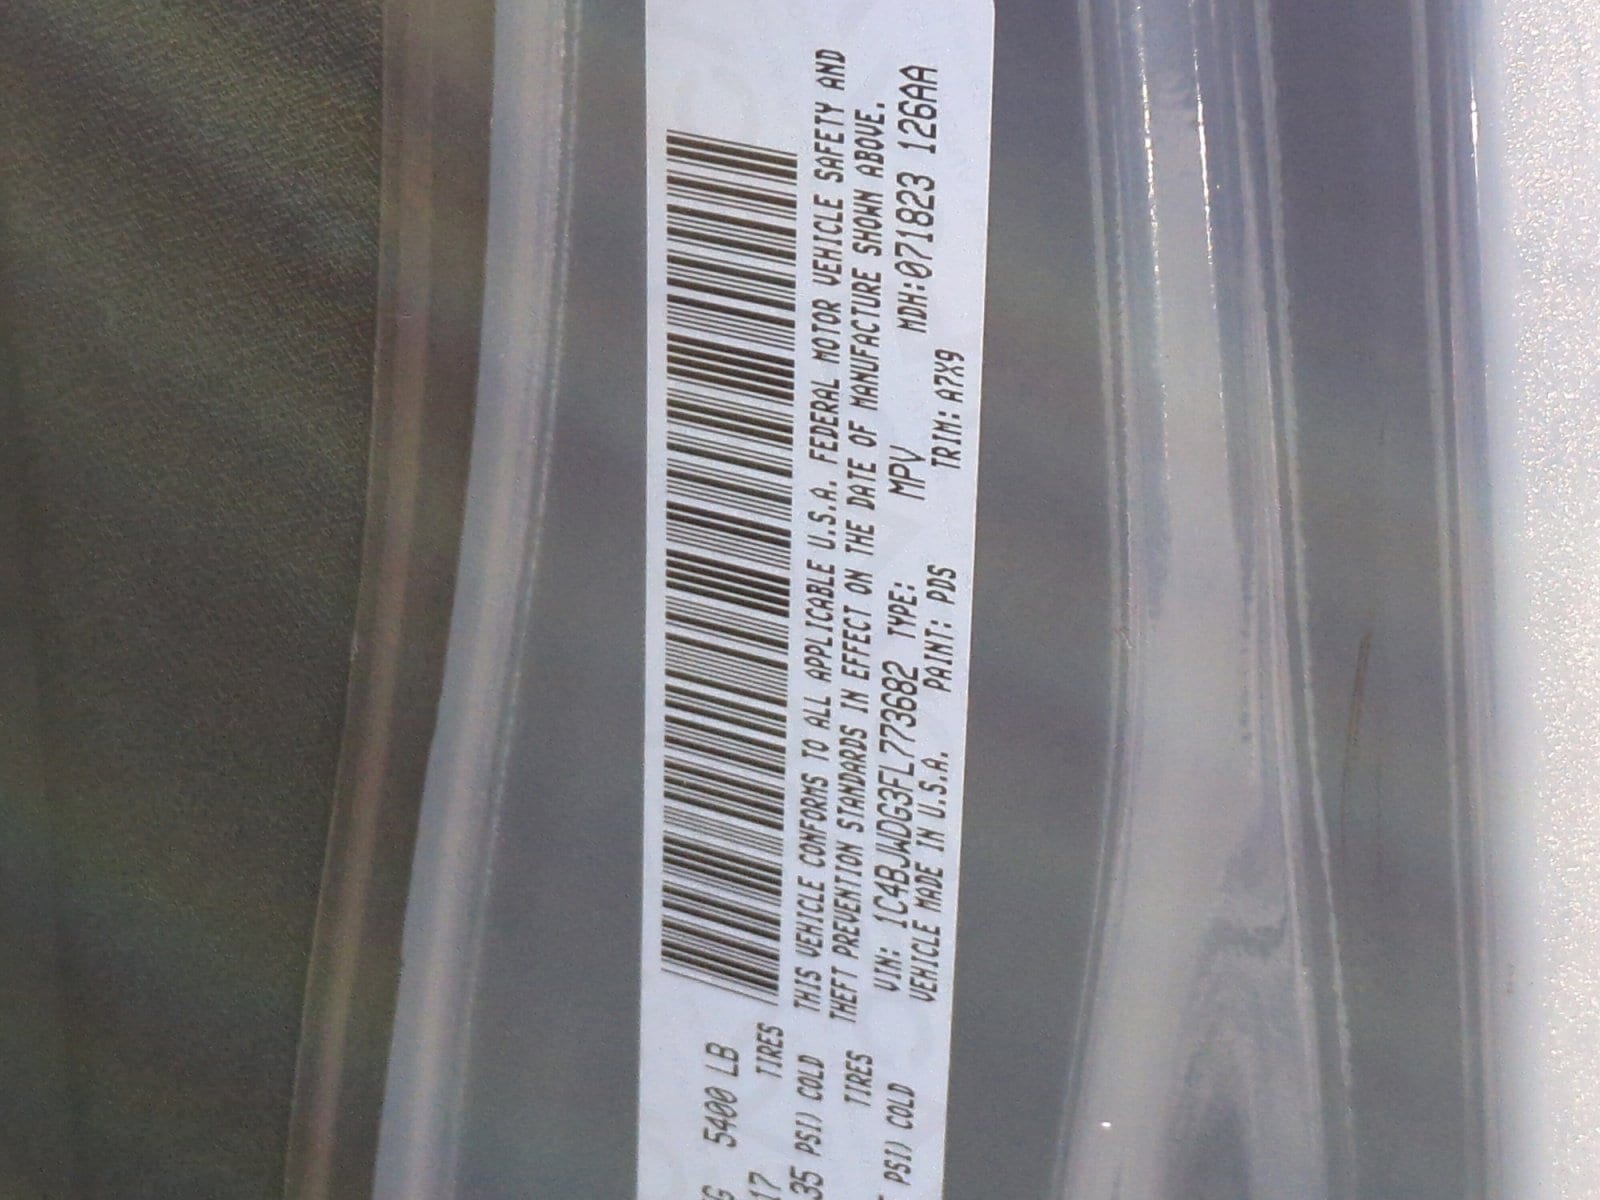 G 5400 LB
17 TIRES
35 PSI) COLD THIS VEHICLE CONFORMS TO ALL APPLICABLE U.S.A. FEDERAL MOTOR VEHICLE SAFETY AND
TIRES THEFT PREVENTION STANDARDS IN EFFECT ON THE DATE OF MANUFACTURE SHOWN ABOVE.
PSI) COLD VIN: 1C4BJWDG3FL773682 TYPE: MPV MDH:071823 126AA
VEHICLE MADE IN U.S.A. PAINT: PDS TRIM: A7X9